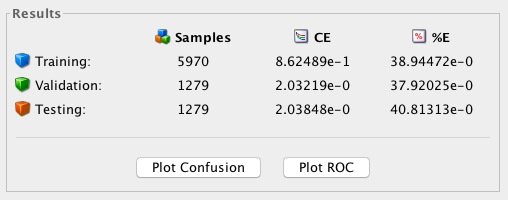 Results
Samples CE % %E
Training: 5970 8.62489e-1 38.94472e-0
Validation: 1279 2.03219e-0 37.92025e-0
Testing: 1279 2.03848e-0 40.81313e-0
Plot Confusion Plot ROC